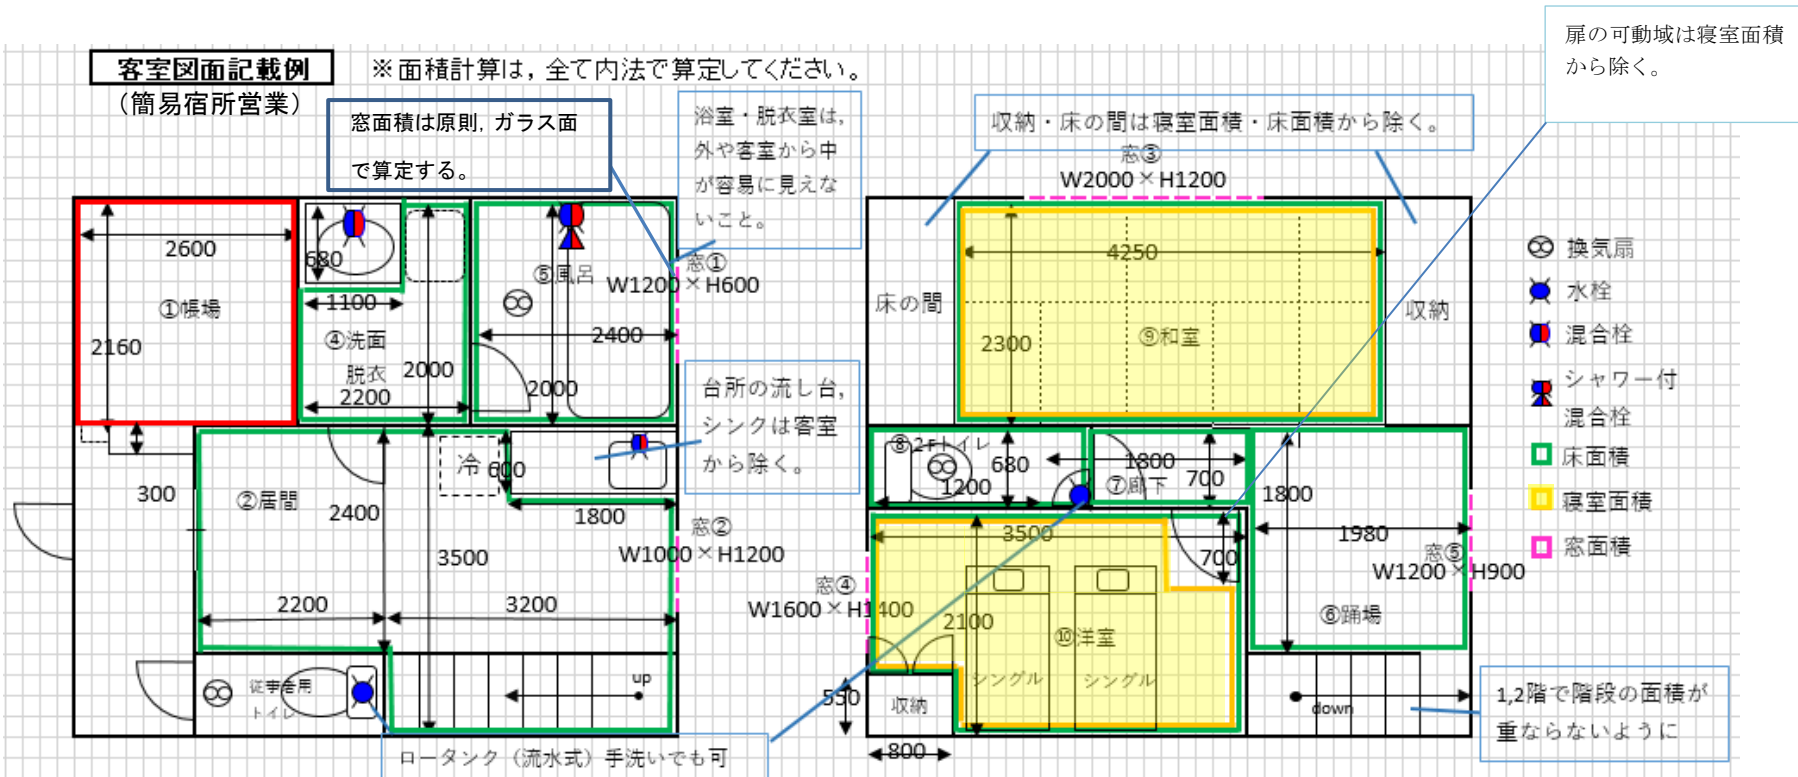 客室図面記載例
※面積計算は，全て内法で算定してください。
（簡易宿所営業）
窓面積は原則，ガラス面
で算定する。
浴室・脱衣室は，
外や客室から中
が容易に見えな
いこと。
収納・床の間は寝室面積・床面積から除く。
扉の可動域は寝室面積
から除く。
2600
①帳場
2160
300
680
1100
④洗面
脱衣
2000
2200
⑤風呂
2400
2000
窓①
W1200×H600
台所の流し台，
シンクは客室
から除く。
冷
600
1800
②居間
2400
3500
2200
3200
窓②
W1000×H1200
従事者用
トイレ
up
ロータンク（流水式）手洗いでも可
窓③
W2000×H1200
床の間
4250
2300
⑨和室
収納
⑧2Fトイレ
680
1200
1800
⑦廊下
700
1800
1980
窓⑤
W1200×H900
⑥踊場
3500
700
窓④
W1600×H1400
2100
⑩洋室
シングル
シングル
550
収納
800
down
1,2階で階段の面積が
重ならないように
換気扇
水栓
混合栓
シャワー付
混合栓
床面積
寝室面積
窓面積